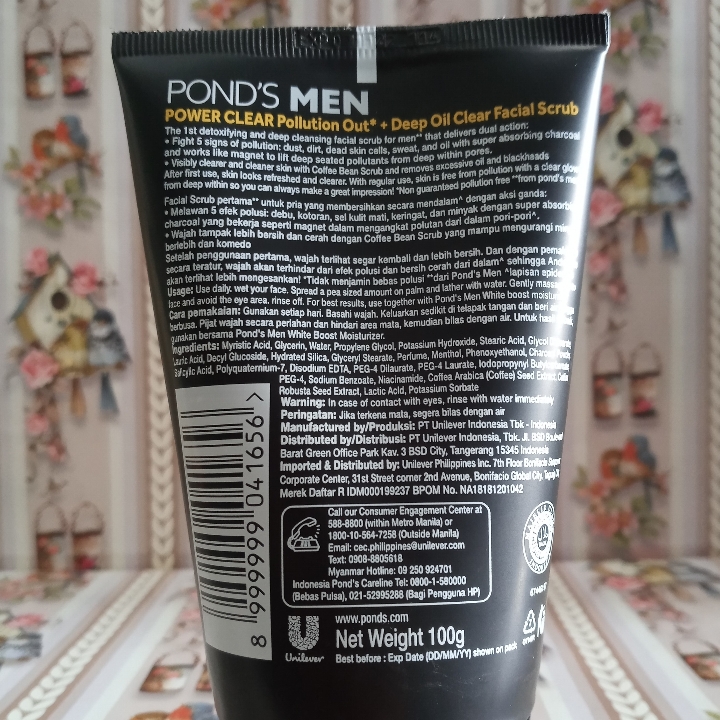 POND'S MEN
POWER CLEAR Pollution Out* + Deep Oil Clear Facial Scrub
The 1st detoxifying and deep cleansing facial scrub for men** that delivers dual action:
• Fight 5 signs of pollution: dust, dirt, dead skin cells, sweat, and oil with super absorbing charcoal
and works like magnet to lift deep seated pollutants from deep within pores.
• Visibly clearer and cleaner skin with Coffee Bean Scrub and removes excessive oil and blackheads
After first use, skin looks refreshed and clearer. With regular use, skin is free from pollution with a clear glow
from deep within so you can always make a great impression! *Non guaranteed pollution free **from pond's men
Facial Scrub pertama** untuk pria yang membersihkan secara mendalam^ dengan aksi ganda:
• Melawan 5 efek polusi: debu, kotoran, sel kulit mati, keringat, dan minyak dengan super absorbing
charcoal yang bekerja seperti magnet dalam mengangkat polutan dari dalam pori-pori^.
• Wajah tampak lebih bersih dan cerah dengan Coffee Bean Scrub yang mampu mengurangi
berlebih dan komedo
Setelah penggunaan pertama, wajah terlihat segar kembali dan lebih bersih. Dan dengan
secara teratur, wajah akan terhindar dari efek polusi dan bersih cerah dari dalam^ sehingga
akan terlihat lebih mengesankan! *Tidak menjamin bebas polusi **dari Pond's Men ^lapisan
Usage: Use daily. wet your face. Spread a pea sized amount on palm and lather with water. Gently
face and avoid the eye area. rinse off. For best results, use together with Pond's Men White boost
Cara pemakaian: Gunakan setiap hari. Basahi wajah. Keluarkan sedikit di telapak tangan dan beri
berbusa. Pijat wajah secara perlahan dan hindari area mata, kemudian bilas dengan air. Untuk
gunakan bersama Pond's Men White Boost Moisturizer.
Ingredients: Myristic Acid, Glycerin, Water, Propylene Glycol, Potassium Hydroxide, Stearic Acid, Glycol
Lauric Acid, Decyl Glucoside, Hydrated Silica, Glyceryl Stearate, Perfume, Menthol, Phenoxyethanol, Charcoal
Salicylic Acid, Polyquaternium-7, Disodium EDTA, PEG-4 Dilaurate, PEG-4 Laurate, Iodopropynyl
PEG-4, Sodium Benzoate, Niacinamide, Coffea Arabica (Coffee) Seed Extract,
Robusta Seed Extract, Lactic Acid, Potassium Sorbate
Warning: In case of contact with eyes, rinse with water immediately
Peringatan: Jika terkena mata, segera bilas dengan air
Manufactured by/Produksi: PT Unilever Indonesia Tbk - Indonesia
Distributed by/Distribusi: PT Unilever Indonesia, Tbk. Jl. BSD Boulevard
Barat Green Office Park Kav. 3 BSD City, Tangerang 15345 Indonesia
Imported & Distributed by: Unilever Philippines Inc. 7th Floor Bonifacio
Corporate Center, 31st Street corner 2nd Avenue, Bonifacio Global City,
Merek Daftar R IDM000199237 BPOM No. NA18181201042
Call our Consumer Engagement Center at
588-8800 (within Metro Manila) or
1800-10-564-7258 (Outside Manila)
Email: cec.philippines@unilever.com
Text: 0908-8805618
Myanmar Hotline: 09 250 924701
Indonesia Pond's Careline Tel: 0800-1-580000
(Bebas Pulsa), 021-52995288 (Bagi Pengguna HP)
8 999999 041656 >
Unilever
www.ponds.com
Net Weight 100g
Best before : Exp Date (DD/MM/YY) shown on pack